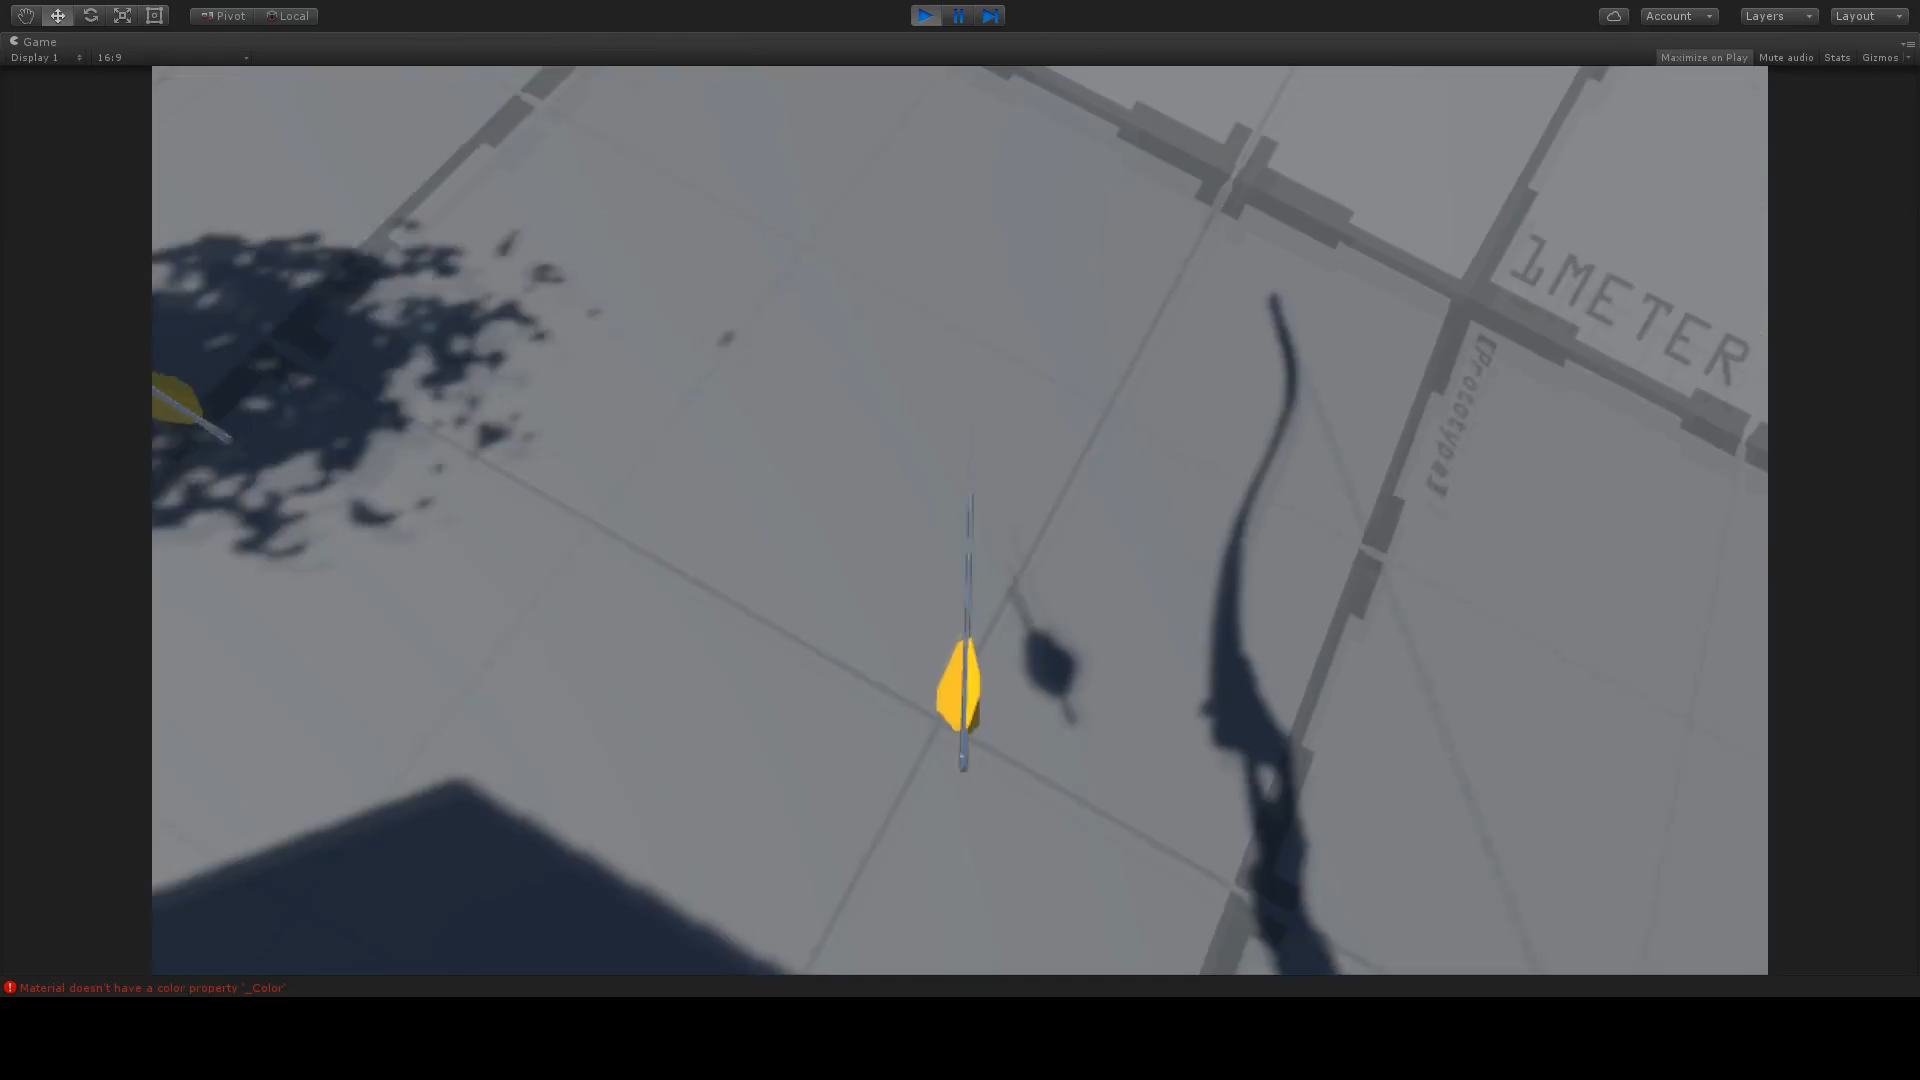 Pivot Local Account Layers Layout
Game
Display 1 16:9 Maximize on Play Mute audio Stats Gizmos
1METER
[Prototype]
Material doesn't have a color property '_Color'